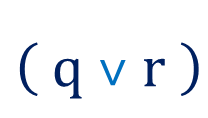 ( q ∨ r )